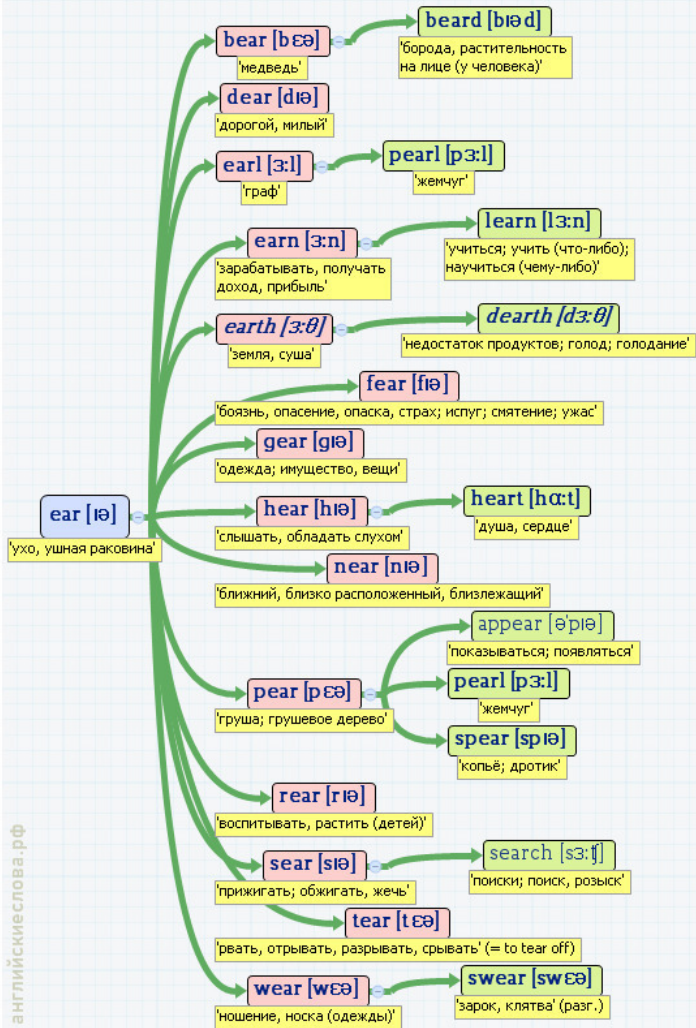 bear [bɛə]
'медведь'
beard [bɪəd]
'борода, растительность
на лице (у человека)'
dear [dɪə]
'дорогой, милый'
earl [ɜ:l]
'граф'
pearl [pɜ:l]
'жемчуг'
earn [ɜ:n]
'зарабатывать, получать
доход, прибыль'
learn [lɜ:n]
'учиться; учить (что-либо);
научиться (чему-либо)'
earth [ɜ:θ]
'земля, суша'
dearth [dɜ:θ]
'недостаток продуктов; голод; голодание'
fear [fɪə]
'боязнь, опасение, опаска, страх; испуг; смятение; ужас'
gear [gɪə]
'одежда; имущество, вещи'
ear [ɪə]
'ухо, ушная раковина'
hear [hɪə]
'слышать, обладать слухом'
heart [hɑ:t]
'душа, сердце'
near [nɪə]
'ближний, близко расположенный, близлежащий'
pear [pɛə]
'груша; грушевое дерево'
appear [ə'pɪə]
'показываться; появляться'
pearl [pɜ:l]
'жемчуг'
spear [spɪə]
'копьё; дротик'
rear [rɪə]
'воспитывать, растить (детей)'
sear [sɪə]
'прижигать; обжигать, жечь'
search [sɜ:ʧ]
'поиски; поиск, розыск'
tear [tɛə]
'рвать, отрывать, разрывать, срывать' (= to tear off)
wear [wɛə]
'ношение, носка (одежды)'
swear [swɛə]
'зарок, клятва' (разг.)
английскиеслова.рф